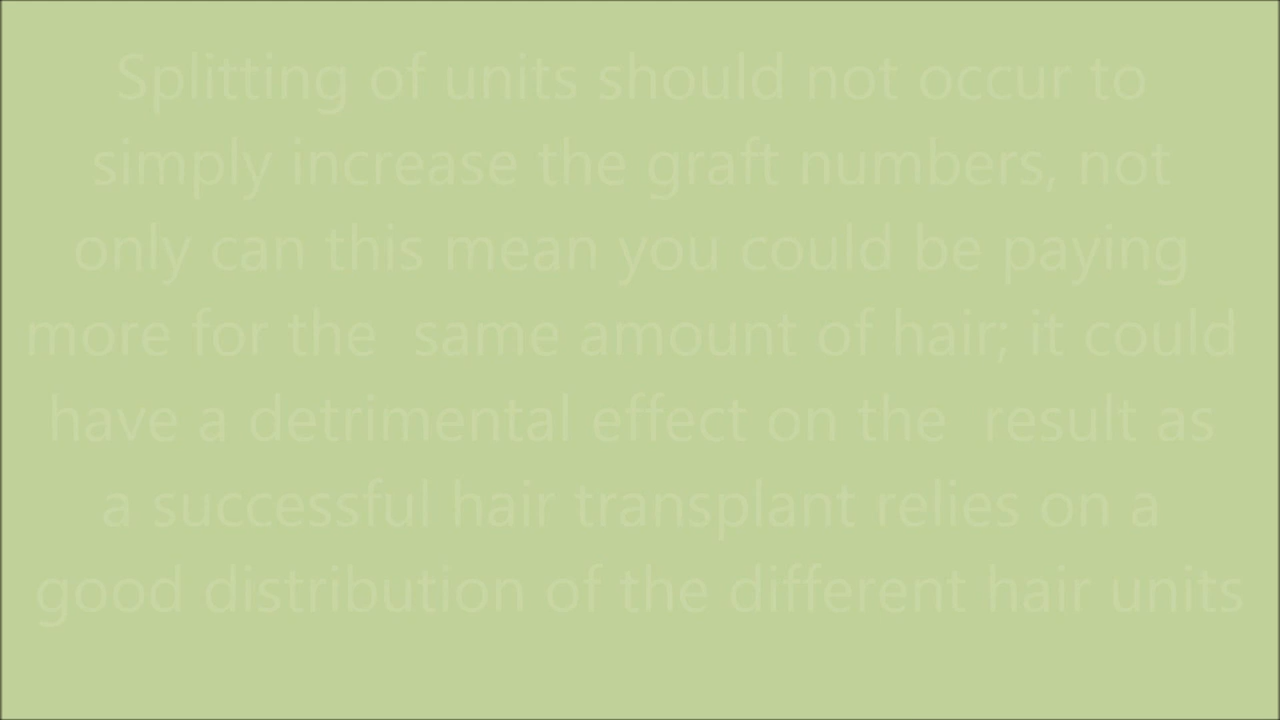 Splitting of units should not occur to
simply increase the graft numbers, not
only can this mean you could be paying
more for the  same amount of hair; it could
have a detrimental effect on the  result as
a successful hair transplant relies on a
good distribution of the different hair units